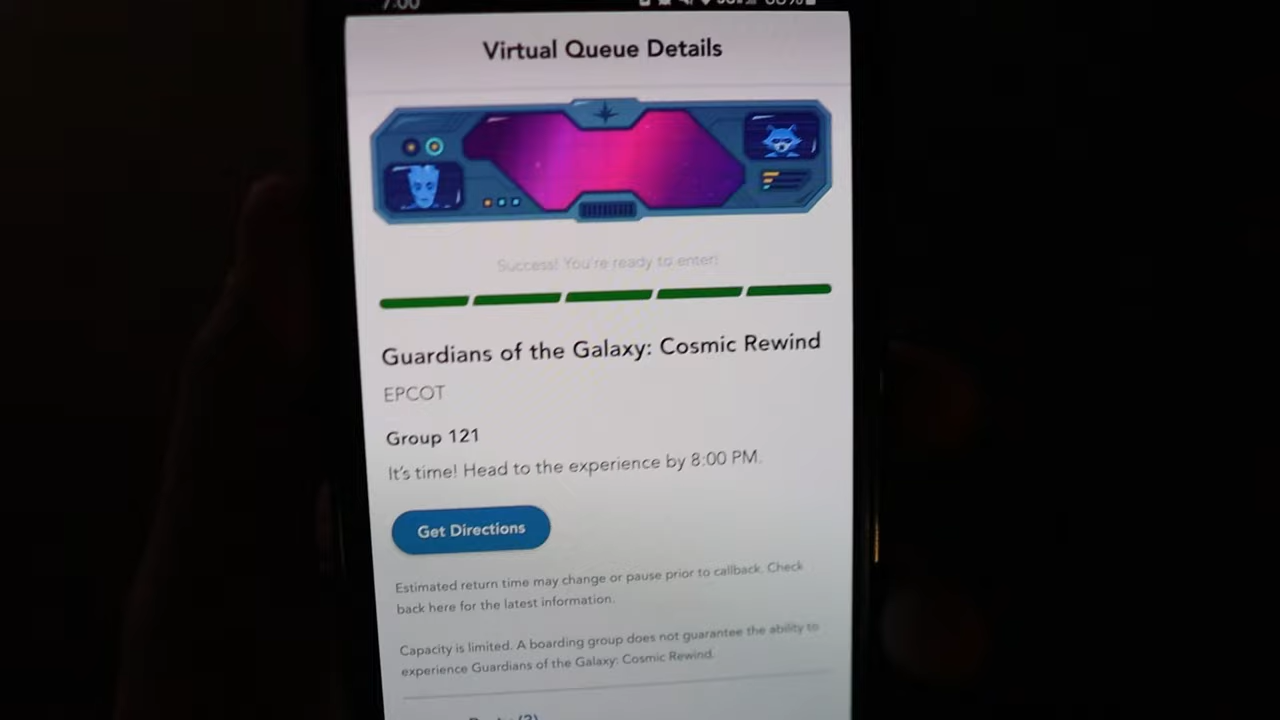 7:00
Virtual Queue Details
Success! You're ready to enter!
Guardians of the Galaxy: Cosmic Rewind
EPCOT
Group 121
It's time! Head to the experience by 8:00 PM.
Get Directions
Estimated return time may change or pause prior to callback. Check
back here for the latest information.
Capacity is limited. A boarding group does not guarantee the ability to
experience Guardians of the Galaxy: Cosmic Rewind.